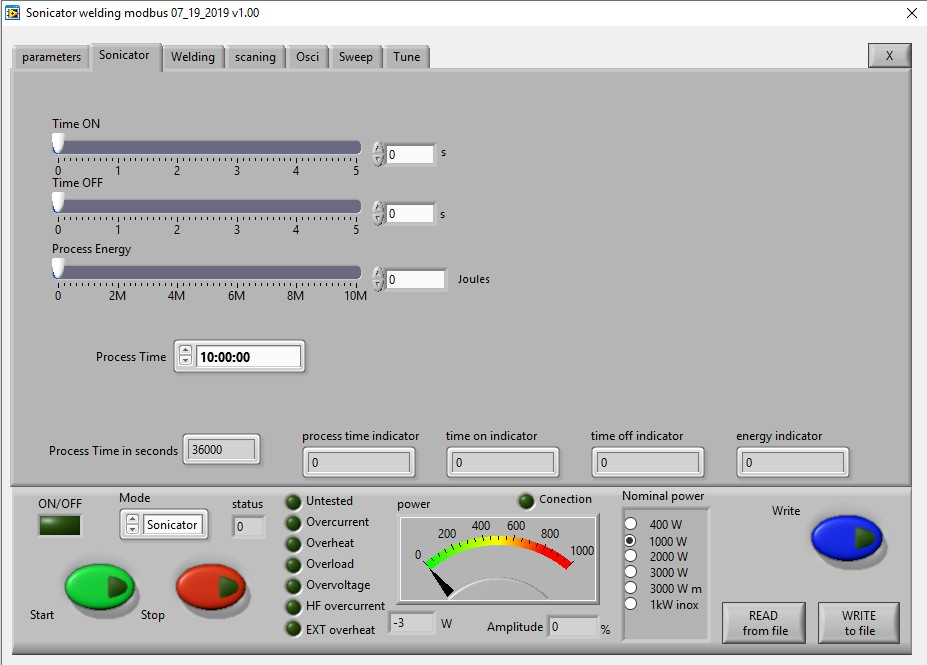 Sonicator welding modbus 07_19_2019 v1.00
parameters Sonicator Welding scaning Osci Sweep Tune X
Time ON
0 s
0 1 2 3 4 5
Time OFF
0 s
0 1 2 3 4 5
Process Energy
0 Joules
0 2M 4M 6M 8M 10M
Process Time 10:00:00
process time indicator time on indicator time off indicator energy indicator
Process Time in seconds 36000 0 0 0 0
ON/OFF
Mode
Sonicator
status
0
Start
Stop
Untested
Overcurrent
Overheat
Overload
Overvoltage
HF overcurrent
EXT overheat
power
Conection
0 200 400 600 800 1000
-3 W
Amplitude 0 %
Nominal power
400 W
1000 W
2000 W
3000 W
3000 W m
1kW inox
Write
READ
from file
WRITE
to file